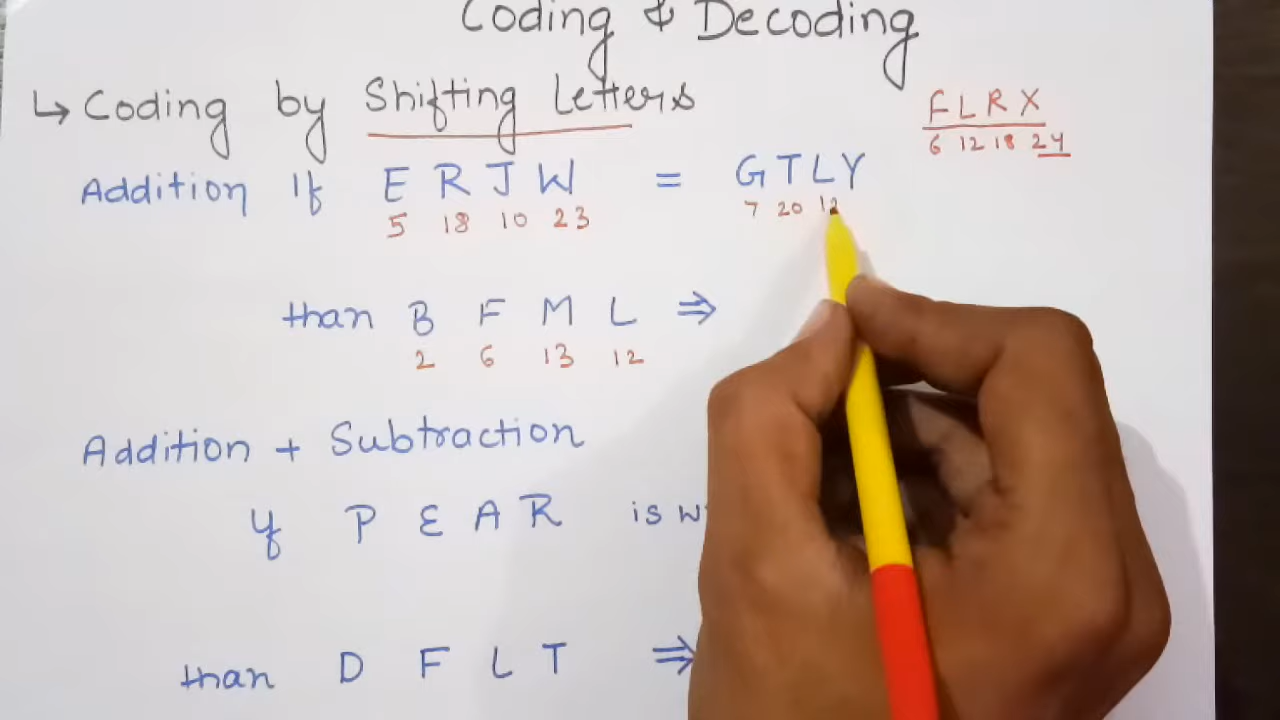 Coding & Decoding
↳ Coding by Shifting Letters
F L R X
6 12 18 24
Addition If E R J W = G T L Y
5 18 10 23 7 20 12
than B F M L ⇒
2 6 13 12
Addition + Subtraction
If P E A R is
than D F L T ⇒